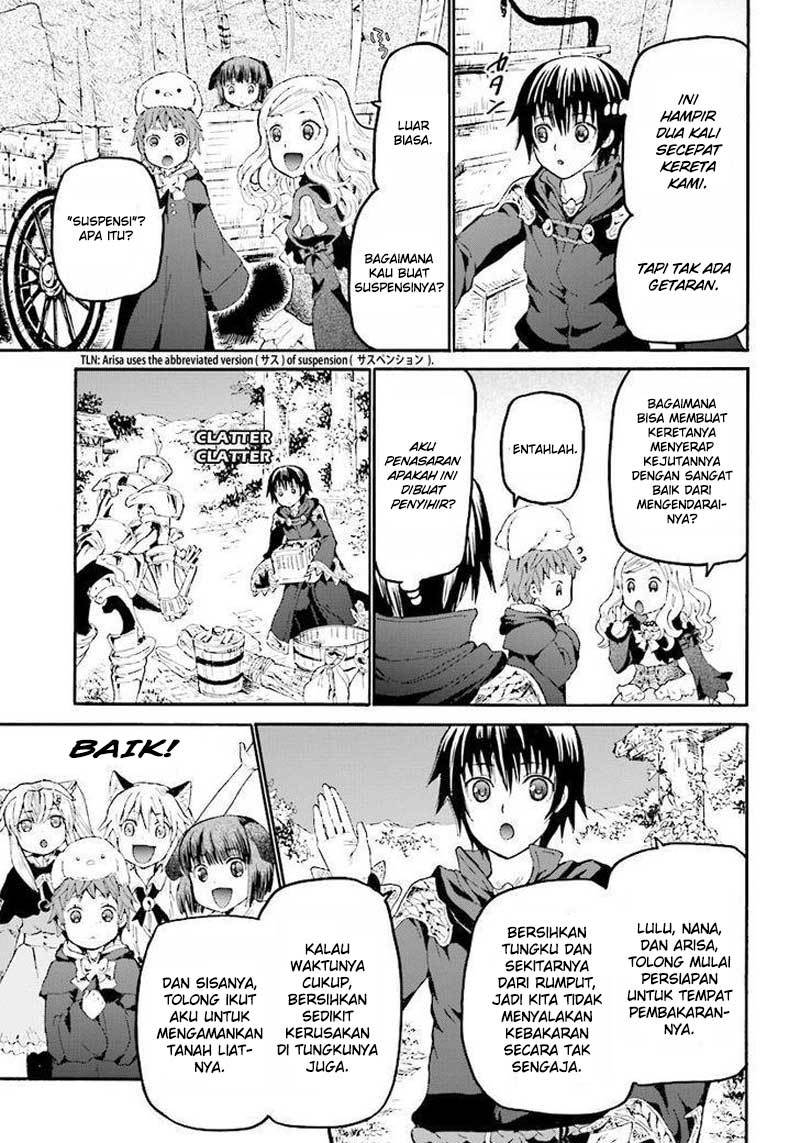 INI
HAMPIR
DUA KALI
SECEPAT
KERETA
KAMI.
TAPI TAK ADA
GETARAN.
ガタン
ふう
LUAR
BIASA.
BAGAIMANA
KAU BUAT
SUSPENSINYA?
"SUSPENSI"?
APA ITU?
TLN: Arisa uses the abbreviated version ( サス ) of suspension ( サスペンション ).
BAGAIMANA
BISA MEMBUAT
KERETANYA
MENYERAP
KEJUTANNYA
DENGAN SANGAT
BAIK DARI
MENGENDARAI-
NYA?
ENTAHLAH.
AKU
PENASARAN
APAKAH INI
DIBUAT
PENYIHIR?
CLATTER
CLATTER
LULU, NANA,
DAN ARISA,
TOLONG MULAI
PERSIAPAN
UNTUK TEMPAT
PEMBAKARAN-
NYA.
BERSIHKAN
TUNGKU DAN
SEKITARNYA
DARI RUMPUT,
JADI KITA TIDAK
MENYALAKAN
KEBAKARAN
SECARA TAK
SENGAJA.
KALAU
WAKTUNYA
CUKUP,
BERSIHKAN
SEDIKIT
KERUSAKAN
DI TUNGKUNYA
JUGA.
DAN SISANYA,
TOLONG IKUT
AKU UNTUK
MENGAMANKAN
TANAH LIAT-
NYA.
BAIK!